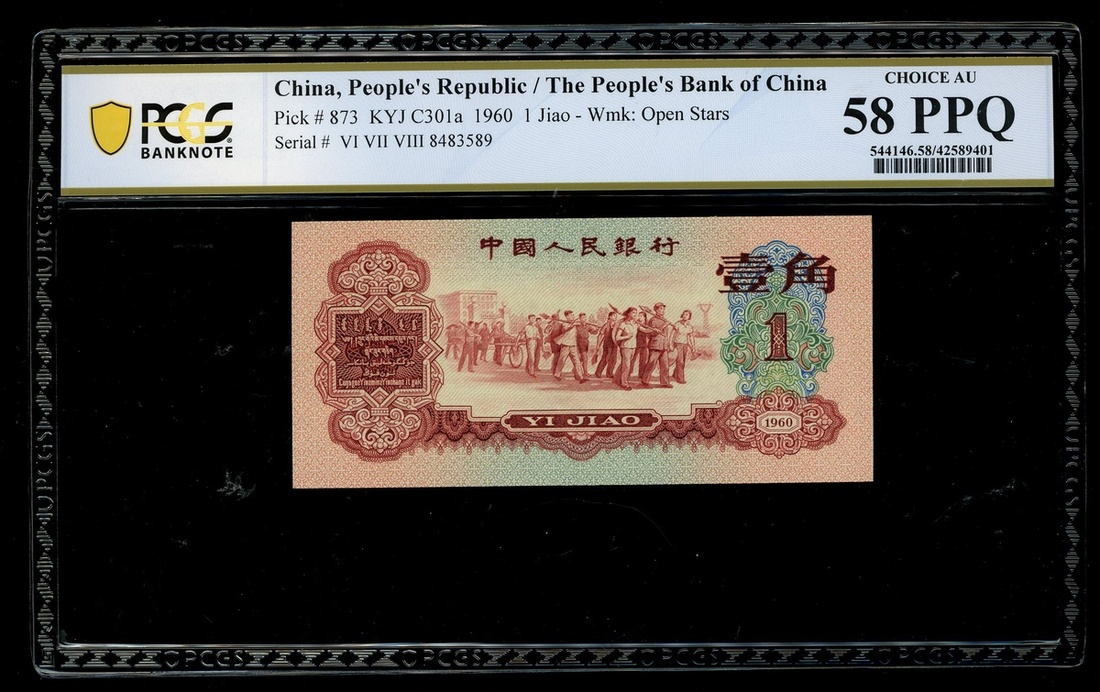 China, People's Republic / The People's Bank of China
Pick # 873 KYJ C301a 1960 1 Jiao - Wmk: Open Stars
Serial # VI VII VIII 8483589
PCGS
BANKNOTE
CHOICE AU
58 PPQ
544146.58/42589401
中國人民銀行
壹角
1
YI JIAO
1960